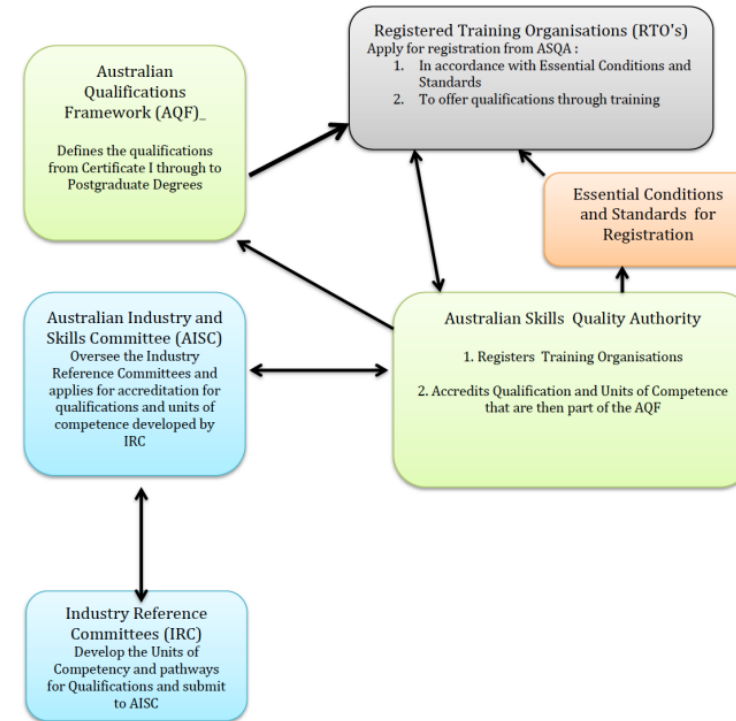 Registered Training Organisations (RTO's)
Apply for registration from ASQA :
1. In accordance with Essential Conditions and
Standards
2. To offer qualifications through training
Australian
Qualifications
Framework (AQF)_
Defines the qualifications
from Certificate I through to
Postgraduate Degrees
Essential Conditions
and Standards for
Registration
Australian Industry and
Skills Committee (AISC)
Oversee the Industry
Reference Committees and
applies for accreditation for
qualifications and units of
competence developed by
IRC
Australian Skills Quality Authority
1. Registers Training Organisations
2. Accredits Qualification and Units of Competence
that are then part of the AQF
Industry Reference
Committees (IRC)
Develop the Units of
Competency and pathways
for Qualifications and submit
to AISC